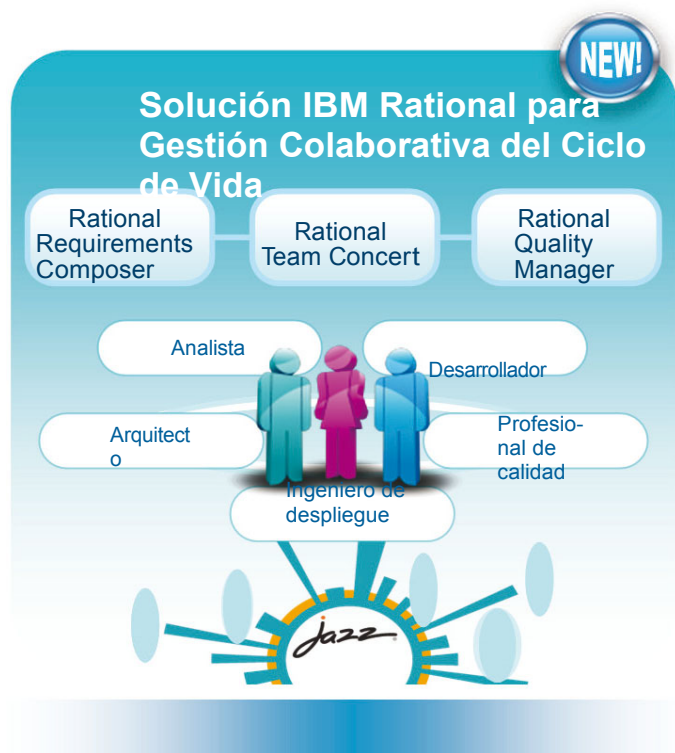 NEW!
Solución IBM Rational para
Gestión Colaborativa del Ciclo
de Vida
Rational
Requirements
Composer
Rational
Team Concert
Rational
Quality
Manager
Analista
Desarrollador
Arquitect
o
Profesio-
nal de
calidad
Ingeniero de
despliegue
jazz